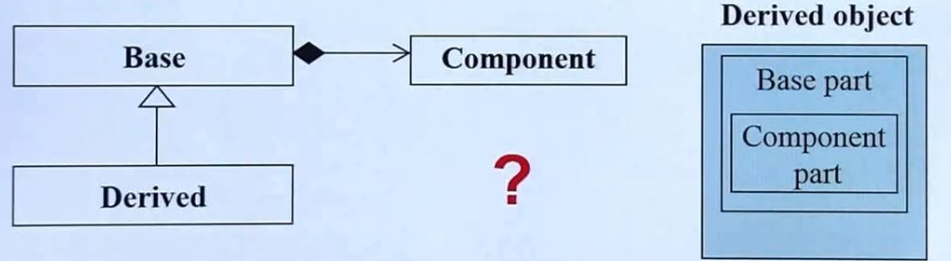 Derived object
Base
Component
Base part
Component
part
Derived
?